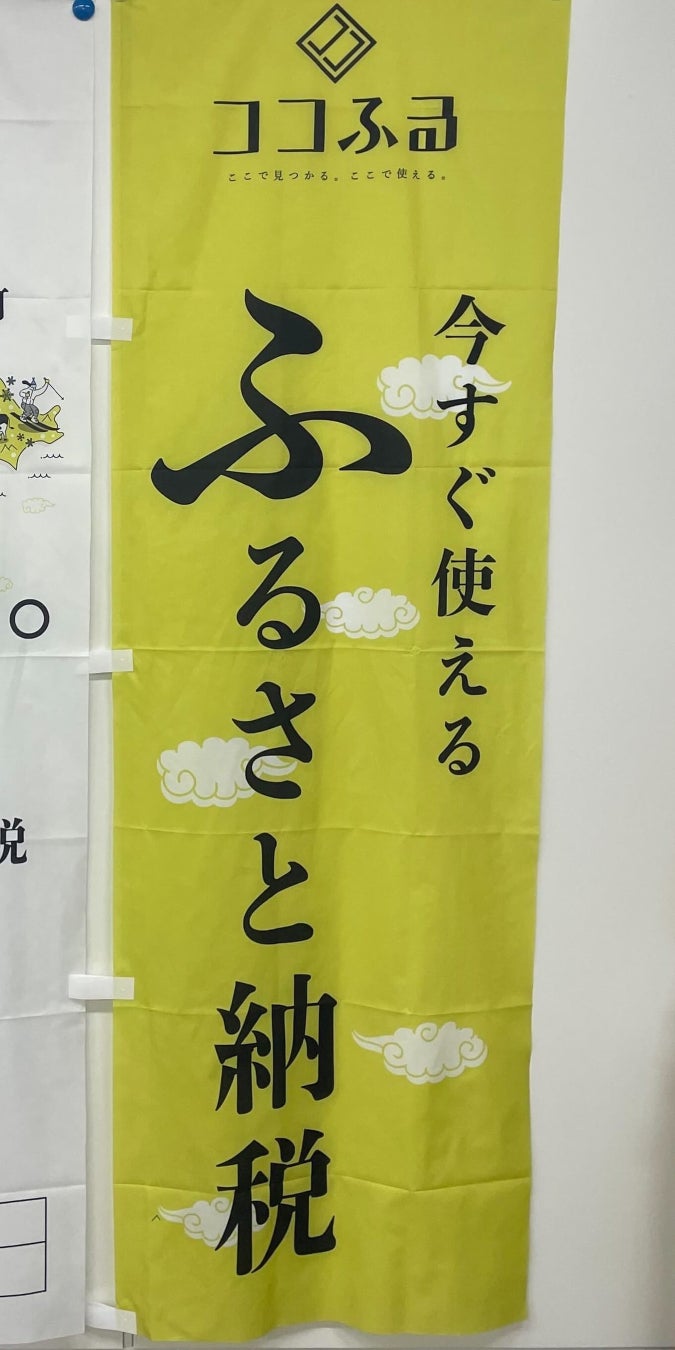 ココふる
ここで見つかる。ここで使える。
今すぐ使える
ふるさと納税
税